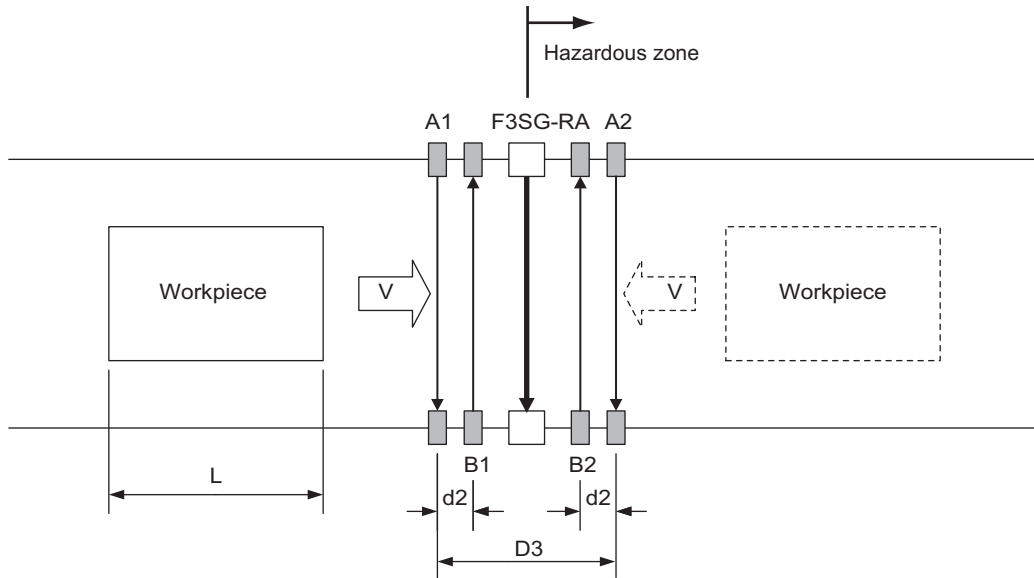 Hazardous zone
A1 F3SG-RA A2
Workpiece V V Workpiece
B1 B2
L d2 d2
D3